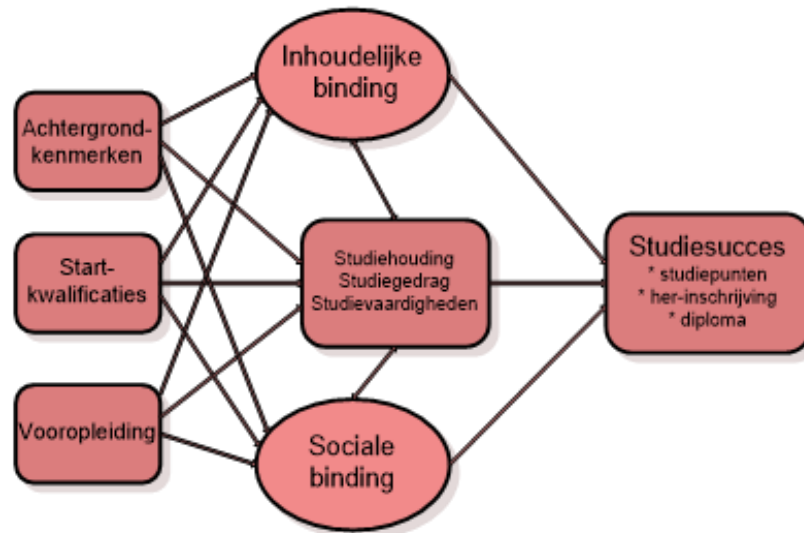 Inhoudelijke
binding
Achtergrond-
kenmerken
Start-
kwalificaties
Vooropleiding
Studiehouding
Studiegedrag
Studievaardigheden
Sociale
binding
Studiesucces
* studiepunten
* her-inschrijving
* diploma